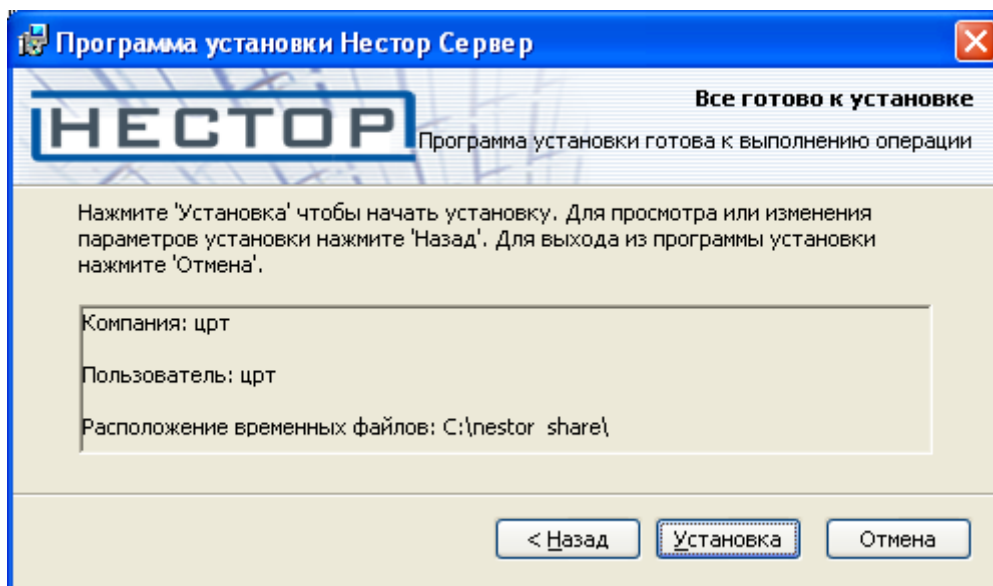 Программа установки Нестор Сервер
НЕСТОР
Все готово к установке
Программа установки готова к выполнению операции
Нажмите 'Установка' чтобы начать установку. Для просмотра или изменения
параметров установки нажмите 'Назад'. Для выхода из программы установки
нажмите 'Отмена'.
Компания: црт
Пользователь: црт
Расположение временных файлов: C:\nestor_share\
< Назад
Установка
Отмена